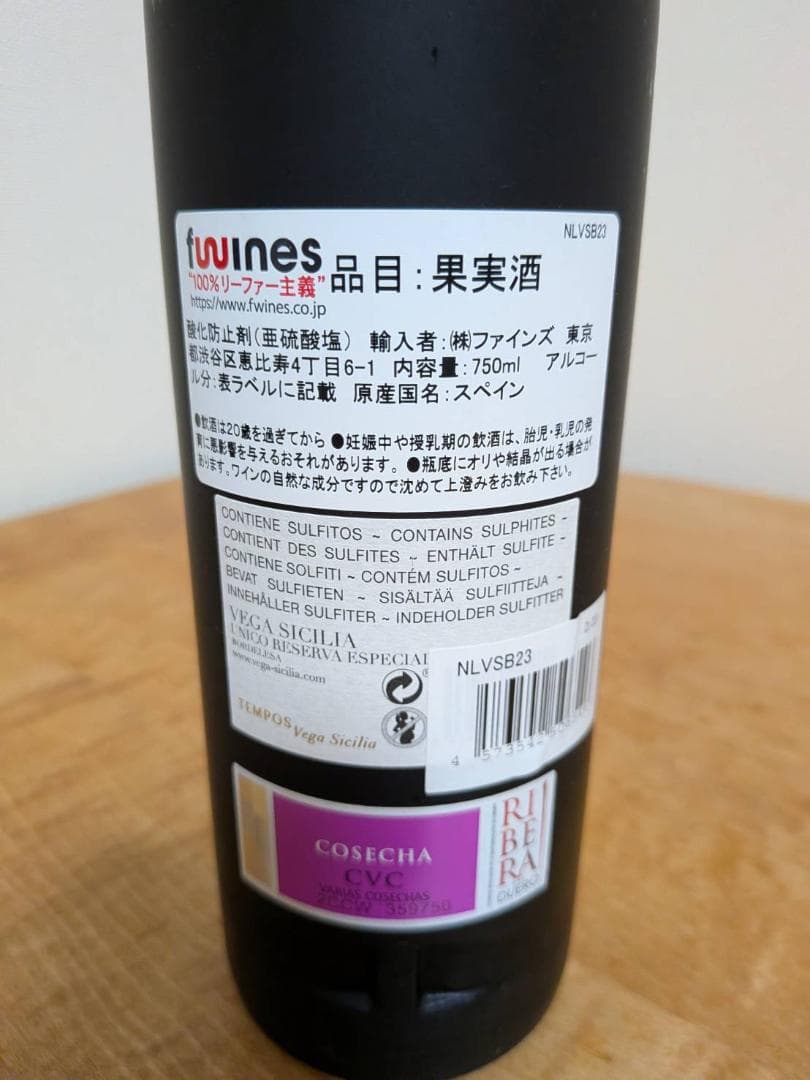 fwines
NLVSB23
"100%リーファー主義"
品目:果実酒
https://www.fwines.co.jp
酸化防止剤(亜硫酸塩) 輸入者:㈱ファインズ 東京
都渋谷区恵比寿4丁目6-1 内容量:750ml アルコー
ル分:表ラベルに記載 原産国名:スペイン
●飲酒は20歳を過ぎてから ●妊娠中や授乳期の飲酒は、胎児・乳児の発
育に悪影響を与えるおそれがあります。 ●瓶底にオリや結晶が出る場合が
あります。ワインの自然な成分ですので沈めて上澄みをお飲み下さい。
CONTIENE SULFITOS ~ CONTAINS SULPHITES ~
CONTIENT DES SULFITES ~ ENTHÄLT SULFITE ~
CONTIENE SOLFITI ~ CONTÉM SULFITOS ~
BEVAT SULFIETEN ~ SISÄLTÄÄ SULFIITTEJA ~
INNEHÅLLER SULFITER ~ INDEHOLDER SULFITTER
VEGA SICILIA
UNICO RESERVA ESPECIAL
BORDELESA
www.vega-sicilia.com
®
TEMPOS Vega Sicilia
NLVSB23
COSECHA
CVC
VARIAS COSECHAS
359750
RI
BE
RA
DUERO